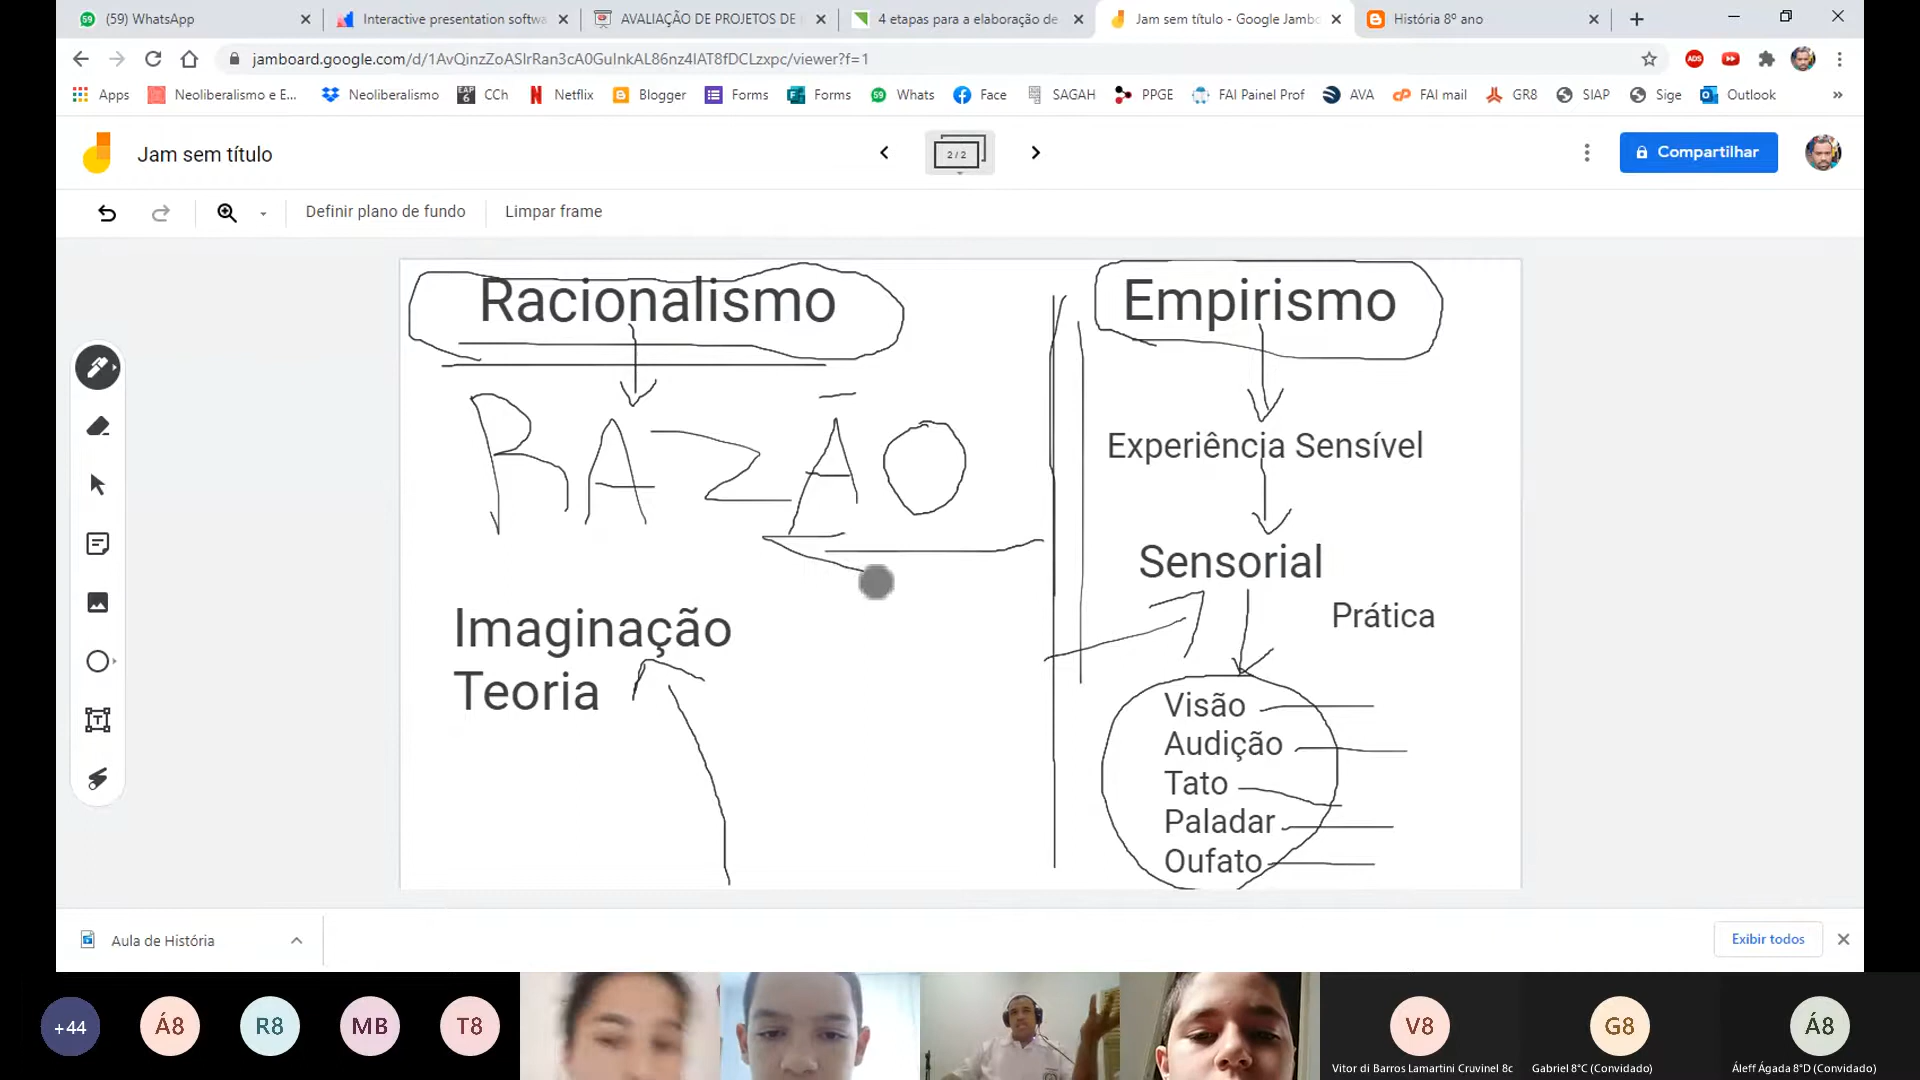 (59) WhatsApp
Interactive presentation softwa
AVALIAÇÃO DE PROJETOS DE
4 etapas para a elaboração de
Jam sem título - Google Jambo
História 8º ano
jamboard.google.com/d/1AvQinzZoASlrRan3cA0GuInkAL86nz4IAT8fDCLzxpc/viewer?f=1
Apps
Neoliberalismo e E...
Neoliberalismo
CCh
Netflix
Blogger
Forms
Forms
Whats
Face
SAGAH
PPGE
FAI Painel Prof
AVA
FAI mail
GR8
SIAP
Sige
Outlook
Jam sem título
2 / 2
Compartilhar
Definir plano de fundo
Limpar frame
Racionalismo
RAZÃO
Imaginação
Teoria
Empirismo
Experiência Sensível
Sensorial
Prática
Visão
Audição
Tato
Paladar
Oufato
Aula de História
Exibir todos
+44
Á8
R8
MB
T8
V8
Vitor di Barros Lamartini Cruvinel 8c
G8
Gabriel 8°C (Convidado)
Á8
Áleff Ágada 8°D (Convidado)